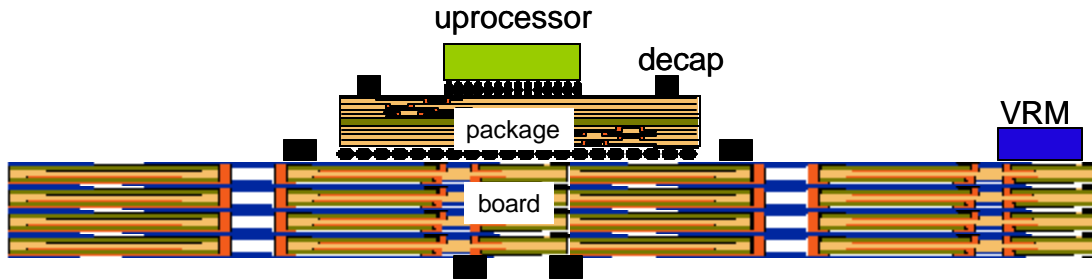 uprocessor
decap
package
VRM
board